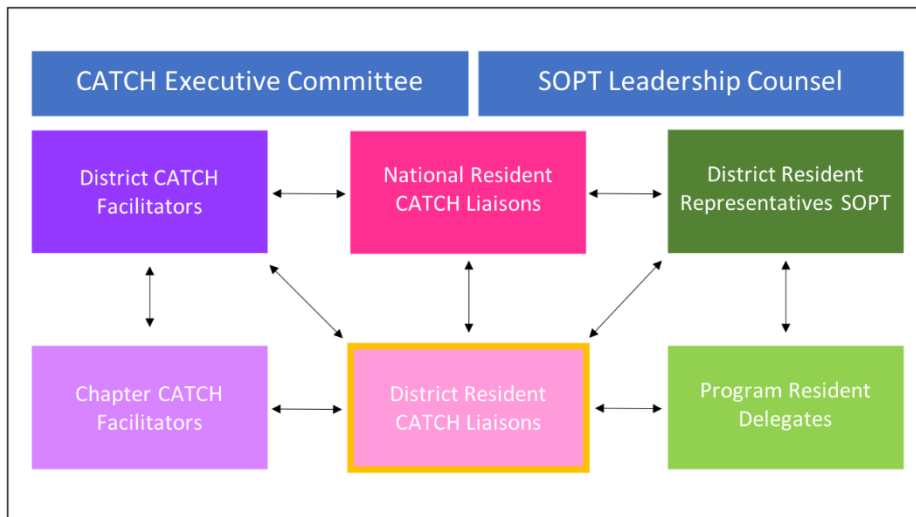 CATCH Executive Committee
SOPT Leadership Counsel
District CATCH
Facilitators
National Resident
CATCH Liaisons
District Resident
Representatives SOPT
Chapter CATCH
Facilitators
District Resident
CATCH Liaisons
Program Resident
Delegates